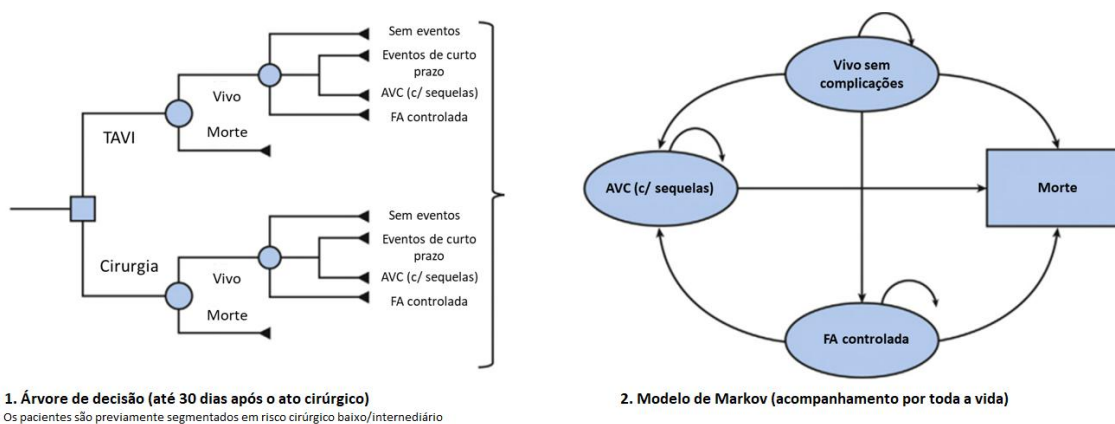 Sem eventos
Eventos de curto
prazo
AVC (c/ sequelas)
FA controlada
Vivo
Morte
TAVI
Sem eventos
Eventos de curto
prazo
AVC (c/ sequelas)
FA controlada
Cirurgia
Vivo
Morte
1. Árvore de decisão (até 30 dias após o ato cirúrgico)
Os pacientes são previamente segmentados em risco cirúrgico baixo/internediário
Vivo sem
complicações
AVC (c/ sequelas)
Morte
FA controlada
2. Modelo de Markov (acompanhamento por toda a vida)